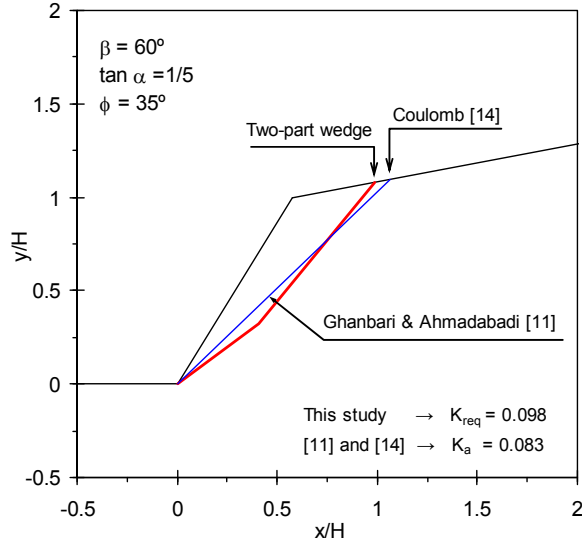 2
β = 60º
tan α =1/5
φ = 35º
1.5
Coulomb [14]
Two-part wedge
1
y/H
0.5
Ghanbari & Ahmadabadi [11]
0
This study → Kreq = 0.098
[11] and [14] → Ka = 0.083
-0.5
-0.5 0 0.5 1 1.5 2
x/H